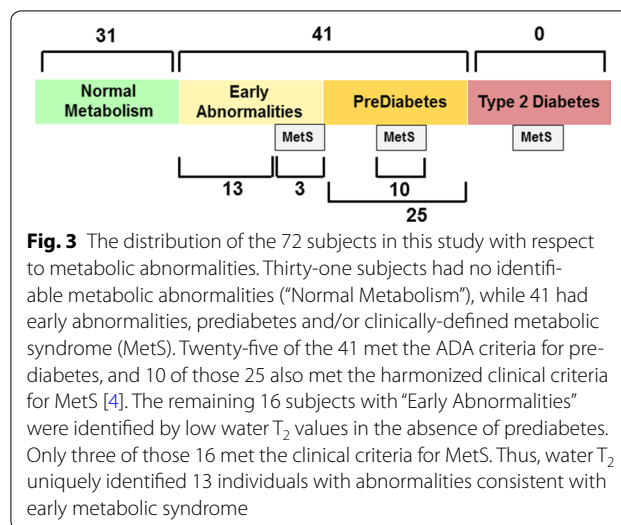 31 41 0
Normal Metabolism Early Abnormalities PreDiabetes Type 2 Diabetes
MetS MetS MetS
13 3 10
25
Fig. 3 The distribution of the 72 subjects in this study with respect
to metabolic abnormalities. Thirty-one subjects had no identifi-
able metabolic abnormalities (“Normal Metabolism”), while 41 had
early abnormalities, prediabetes and/or clinically-defined metabolic
syndrome (MetS). Twenty-five of the 41 met the ADA criteria for pre-
diabetes, and 10 of those 25 also met the harmonized clinical criteria
for MetS [4]. The remaining 16 subjects with “Early Abnormalities”
were identified by low water T₂ values in the absence of prediabetes.
Only three of those 16 met the clinical criteria for MetS. Thus, water T₂
uniquely identified 13 individuals with abnormalities consistent with
early metabolic syndrome